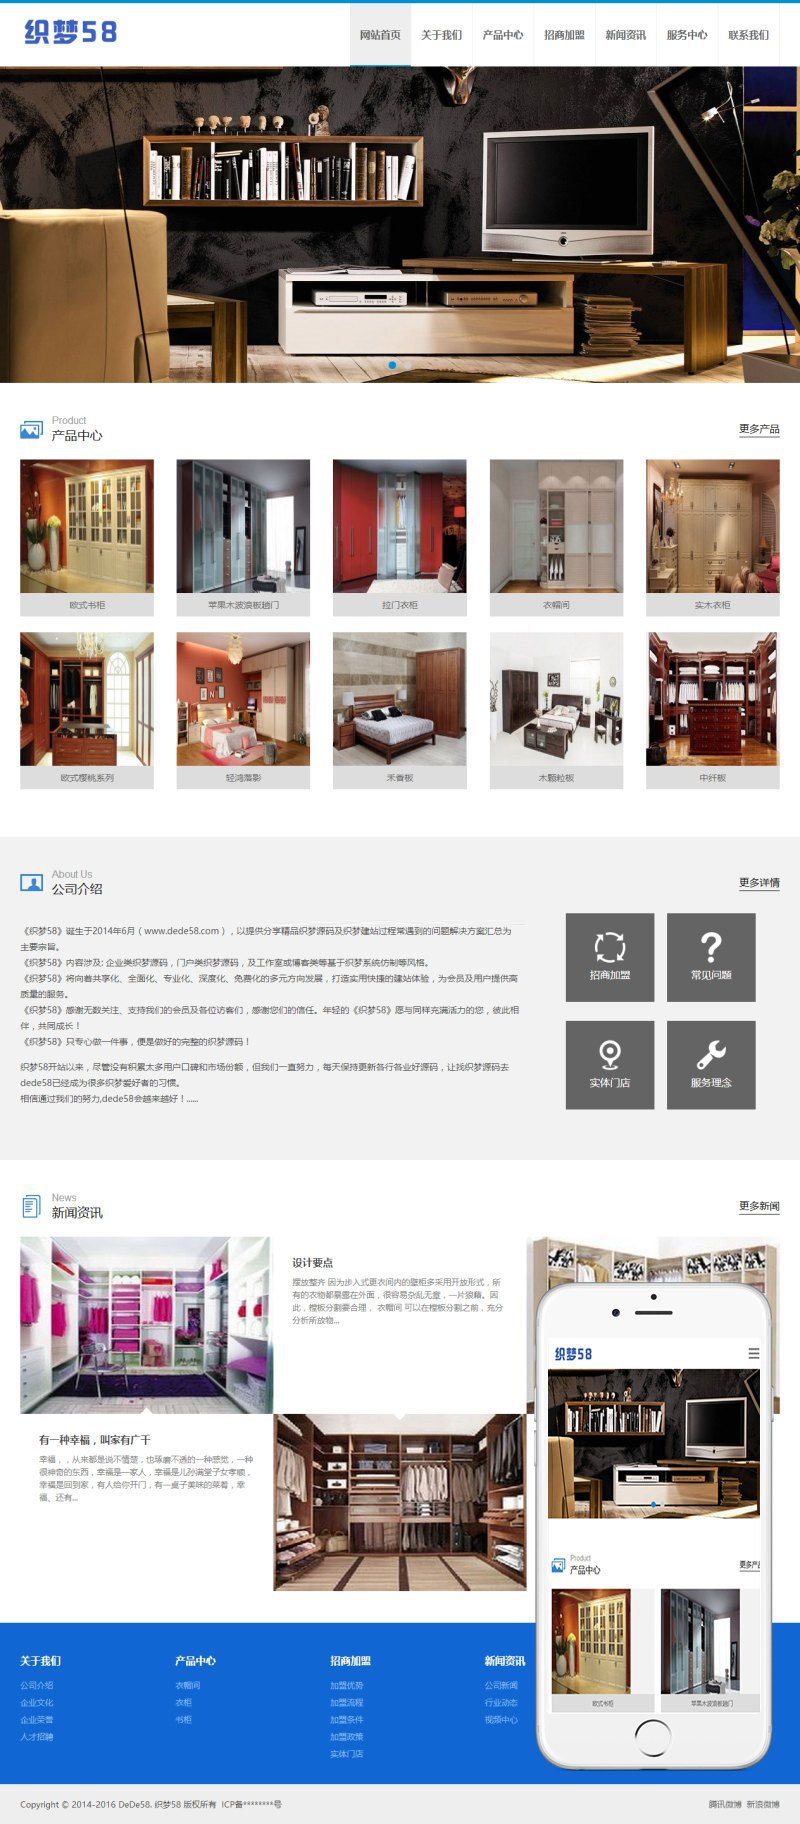 织梦58
网站首页 关于我们 产品中心 招商加盟 新闻资讯 服务中心 联系我们
Product
产品中心
更多产品
欧式书柜 苹果木波浪板趟门 拉门衣柜 衣帽间 实木衣柜
欧式樱桃系列 轻鸿落影 禾香板 木颗粒板 中纤板
About Us
公司介绍
更多详情
《织梦58》诞生于2014年6月（www.dede58.com），以提供分享精品织梦源码及织梦建站过程常遇到的问题解决方案汇总为
主要宗旨。
《织梦58》内容涉及: 企业类织梦源码，门户类织梦源码，及工作室或博客类等基于织梦系统仿制等风格。
《织梦58》将向着共享化、全面化、专业化、深度化、免费化的多元方向发展，打造实用快捷的建站体验，为会员及用户提供高
质量的服务。
《织梦58》感谢无数关注、支持我们的会员及各位访客们，感谢您们的信任。年轻的《织梦58》愿与同样充满活力的您，彼此相
伴，共同成长！
《织梦58》只专心做一件事，便是做好的完整的织梦源码！
织梦58开站以来，尽管没有积累太多用户口碑和市场份额，但我们一直努力，每天保持更新各行各业好源码，让找织梦源码去
dede58已经成为很多织梦爱好者的习惯。
相信通过我们的努力,dede58会越来越好！......
招商加盟 常见问题
实体门店 服务理念
News
新闻资讯
更多新闻
设计要点
摆放整齐 因为步入式更衣间内的壁柜多采用开放形式，所
有的衣物都暴露在外面，很容易杂乱无章，一片狼藉。因
此，樘板分割要合理， 衣帽间 可以在樘板分割之前，充分
分析所放物...
有一种幸福，叫家有广千
幸福，，从来都是说不清楚，也琢磨不透的一种感觉，一种
很神奇的东西，幸福是一家人，幸福是儿孙满堂子女孝顺，
幸福是回到家，有人给你开门，有一桌子美味的菜肴，幸
福、还有...
织梦58
Product
产品中心
更多产品
欧式书柜 苹果木波浪板趟门
关于我们 产品中心 招商加盟 新闻资讯
公司介绍 衣帽间 加盟优势 公司新闻
企业文化 衣柜 加盟流程 行业动态
企业荣誉 书柜 加盟条件 视频中心
人才招聘 加盟政策
实体门店
Copyright © 2014-2016 DeDe58. 织梦58 版权所有 ICP备********号
腾讯微博 新浪微博